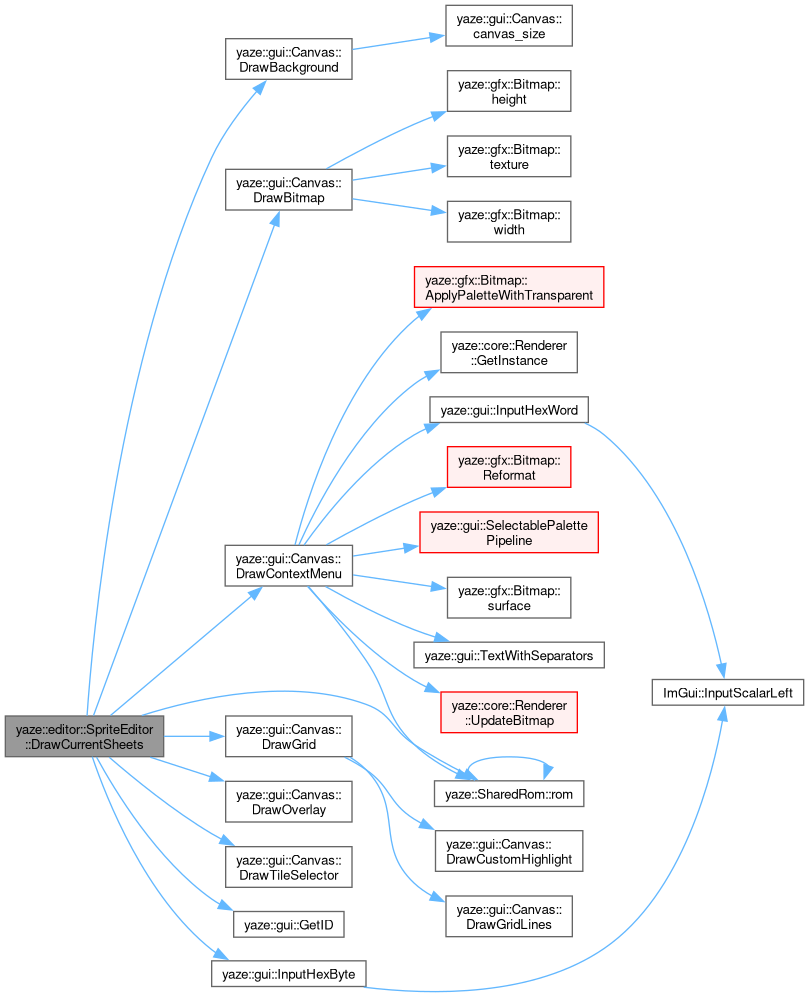 yaze::gui::Canvas::
canvas_size
yaze::gui::Canvas::
DrawBackground
yaze::gfx::Bitmap::
height
yaze::gfx::Bitmap::
texture
yaze::gui::Canvas::
DrawBitmap
yaze::gfx::Bitmap::
width
yaze::gfx::Bitmap::
ApplyPaletteWithTransparent
yaze::core::Renderer
::GetInstance
yaze::gui::InputHexWord
yaze::gfx::Bitmap::
Reformat
yaze::gui::SelectablePalette
Pipeline
yaze::gui::Canvas::
DrawContextMenu
yaze::gfx::Bitmap::
surface
yaze::gui::TextWithSeparators
ImGui::InputScalarLeft
yaze::core::Renderer
::UpdateBitmap
yaze::editor::SpriteEditor
::DrawCurrentSheets
yaze::gui::Canvas::
DrawGrid
yaze::SharedRom::rom
yaze::gui::Canvas::
DrawOverlay
yaze::gui::Canvas::
DrawCustomHighlight
yaze::gui::Canvas::
DrawTileSelector
yaze::gui::Canvas::
DrawGridLines
yaze::gui::GetID
yaze::gui::InputHexByte